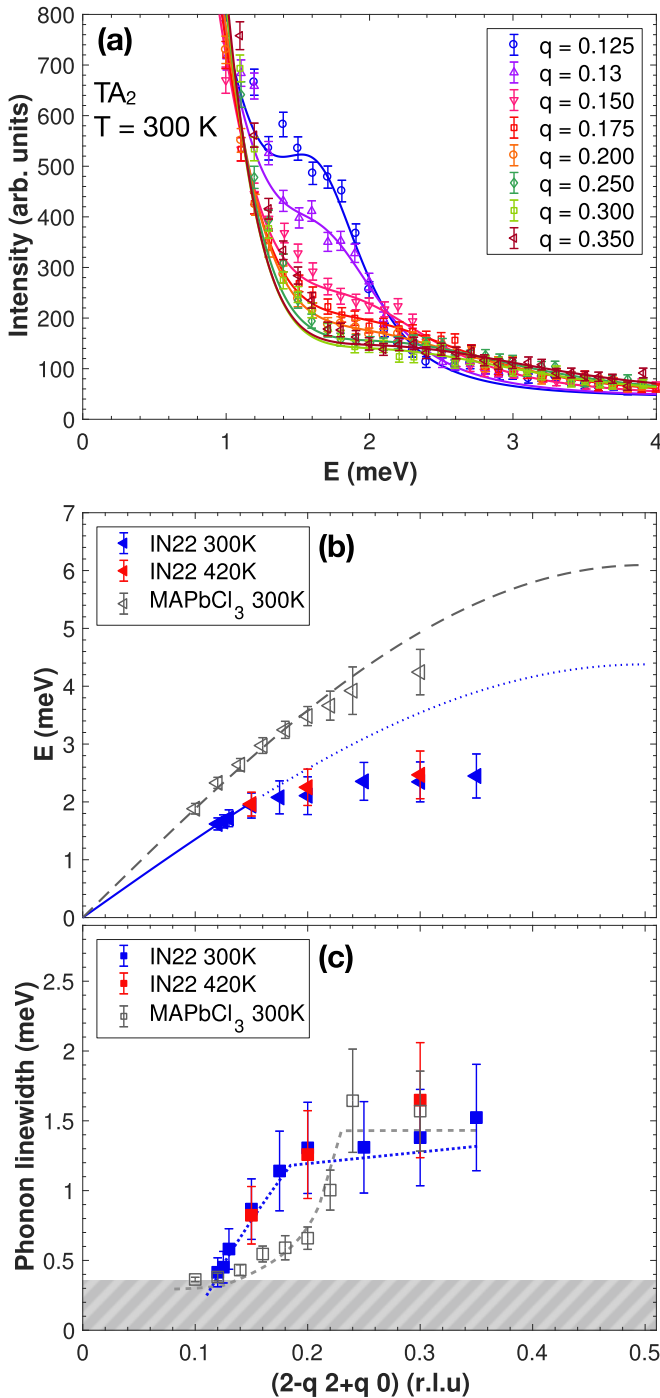 (a)
TA2
T = 300 K
q = 0.125
q = 0.13
q = 0.150
q = 0.175
q = 0.200
q = 0.250
q = 0.300
q = 0.350
Intensity (arb. units)
800
700
600
500
400
300
200
100
0
0 1 2 3 4
E (meV)
(b)
IN22 300K
IN22 420K
MAPbCl3 300K
E (meV)
7
6
5
4
3
2
1
0
(c)
IN22 300K
IN22 420K
MAPbCl3 300K
Phonon linewidth (meV)
2.5
2
1.5
1
0.5
0
0 0.1 0.2 0.3 0.4 0.5
(2-q 2+q 0) (r.l.u)